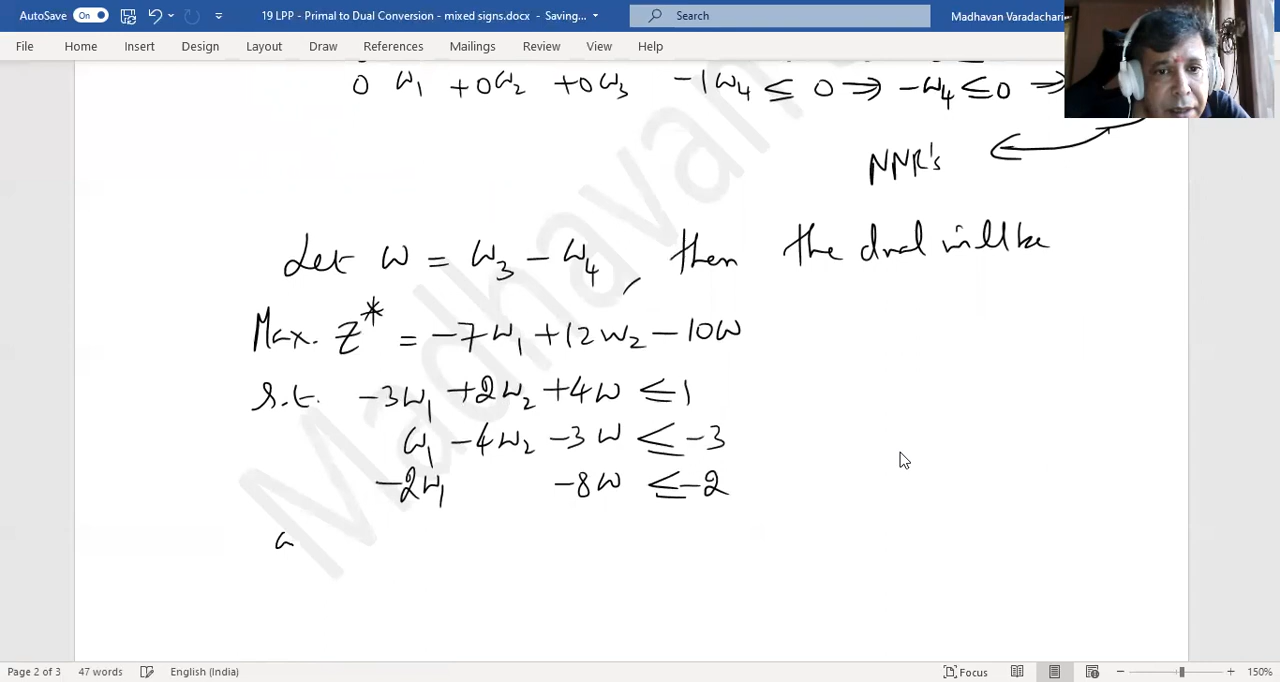 AutoSave On 19 LPP - Primal to Dual Conversion - mixed signs.docx - Saving... Search Madhavan Varadachari
File Home Insert Design Layout Draw References Mailings Review View Help
0 W₁ +0W₂ +0W₃ -1W₄ ≤ 0 ⇒ -W₄ ≤ 0 ⇒
NNR's
Let W = W₃ - W₄, then the dual will be
Max. Z* = -7W₁ +12W₂ -10W
s.t. -3W₁ +2W₂ +4W ≤ 1
W₁ -4W₂ -3W ≤ -3
-2W₁ -8W ≤ -2
a
Madhavan
Page 2 of 3 47 words English (India) Focus 150%